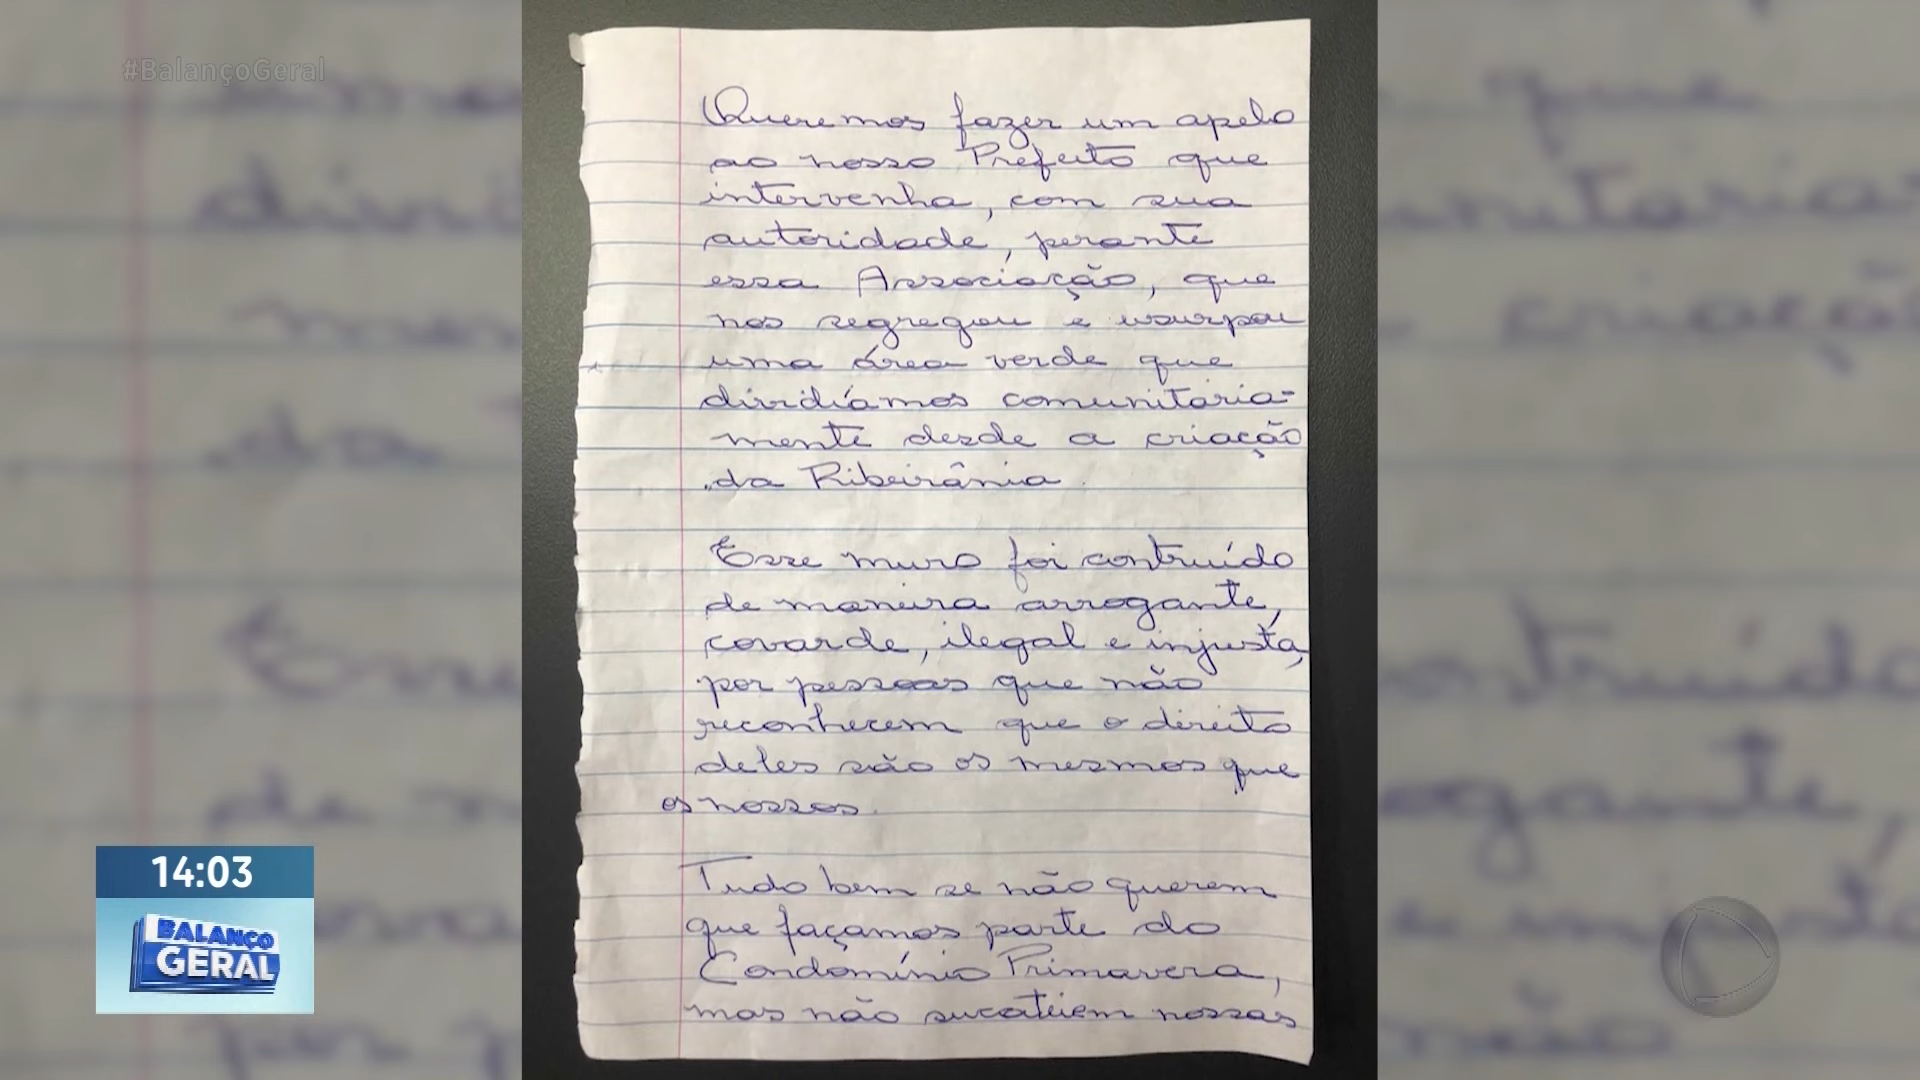 #BalançoGeral
Queremos fazer um apelo
ao nosso Prefeito que
intervenha, com sua
autoridade, perante
essa Associação, que
nos segregou e usurpou
uma área verde que
dividíamos comunitaria-
mente desde a criação
da Ribeirânia.
Esse muro foi contruído
de maneira arrogante,
covarde, ilegal e injusta,
por pessoas que não
reconhecem que o direito
deles são os mesmos que
os nossos.
Tudo bem se não querem
que façamos parte do
Condomínio Primavera,
mas não sucateiem nossas
14:03
BALANÇO
GERAL